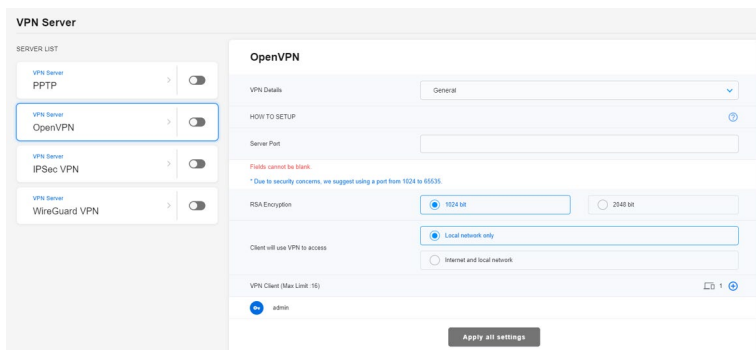 VPN Server
SERVER LIST
VPN Server
PPTP
VPN Server
OpenVPN
VPN Server
IPSec VPN
VPN Server
WireGuard VPN
OpenVPN
VPN Details
General
HOW TO SETUP
Server Port
Fields cannot be blank.
* Due to security concerns, we suggest using a port from 1024 to 65535.
RSA Encryption
1024 bit
2048 bit
Client will use VPN to access
Local network only
Internet and local network
VPN Client (Max Limit :16)
1
admin
Apply all settings